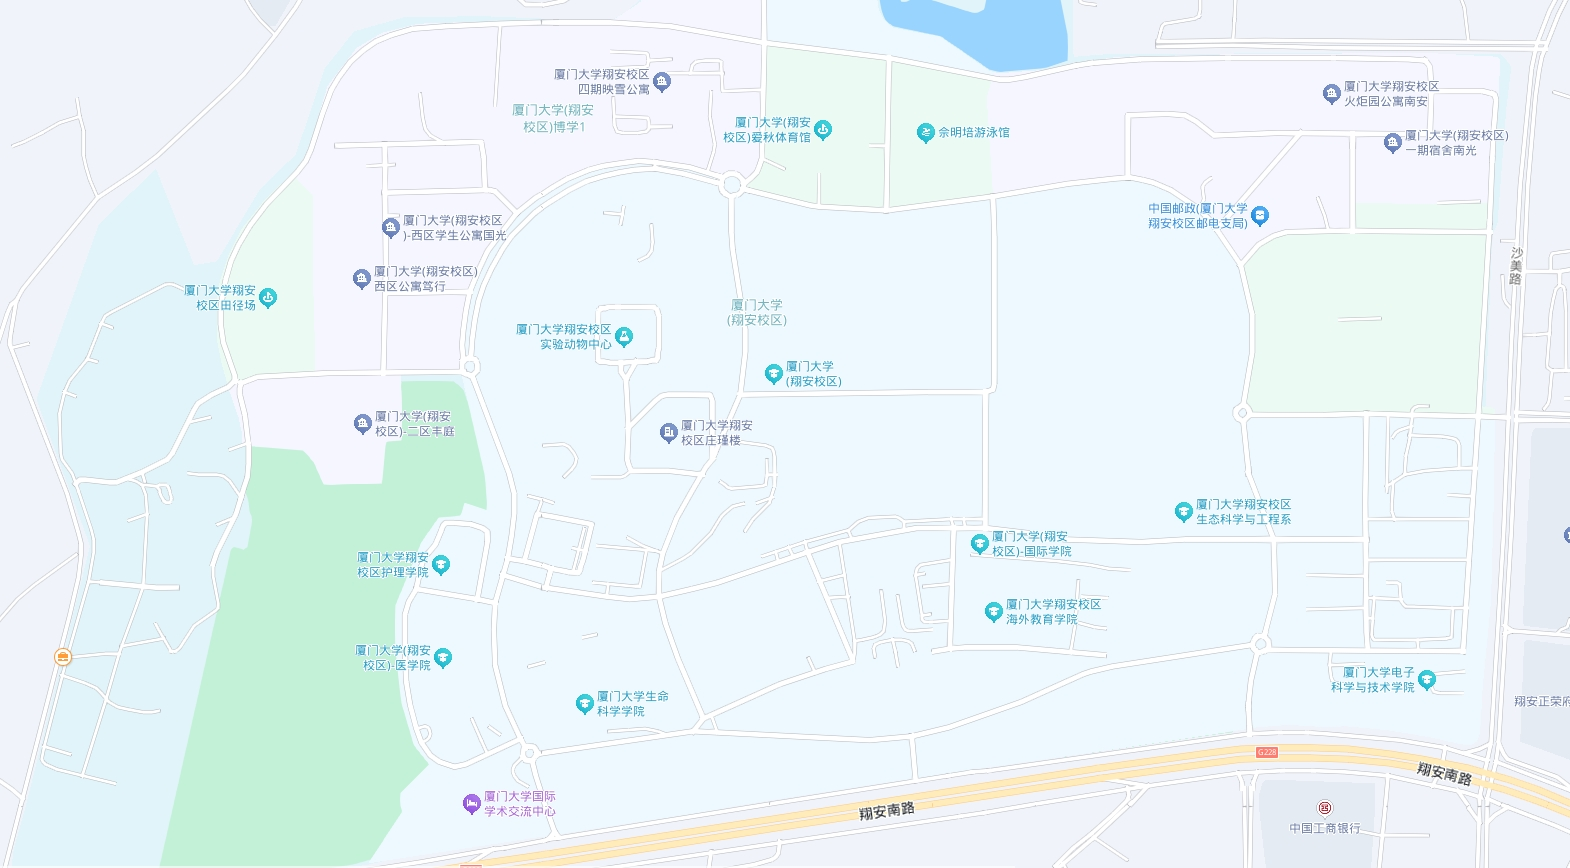 厦门大学翔安校区
四期映雪公寓
厦门大学(翔安
校区)博学1
厦门大学(翔安
校区)爱秋体育馆
佘明培游泳馆
厦门大学翔安校区
火炬园公寓南安
厦门大学(翔安校区)
一期宿舍南光
中国邮政(厦门大学
翔安校区邮电支局)
沙美路
厦门大学(翔安校区
)-西区学生公寓国光
厦门大学(翔安校区)
西区公寓笃行
厦门大学翔安
校区田径场
厦门大学翔安校区
实验动物中心
厦门大学
(翔安校区)
厦门大学
(翔安校区)
厦门大学(翔安
校区)-二区丰庭
厦门大学翔安
校区庄瑾楼
厦门大学翔安校区
生态科学与工程系
厦门大学(翔安
校区)-国际学院
厦门大学翔安
校区护理学院
厦门大学翔安校区
海外教育学院
厦门大学(翔安
校区)-医学院
厦门大学电子
科学与技术学院
厦门大学生命
科学学院
翔安正荣府
G228
翔安南路
厦门大学国际
学术交流中心
翔安南路
中国工商银行